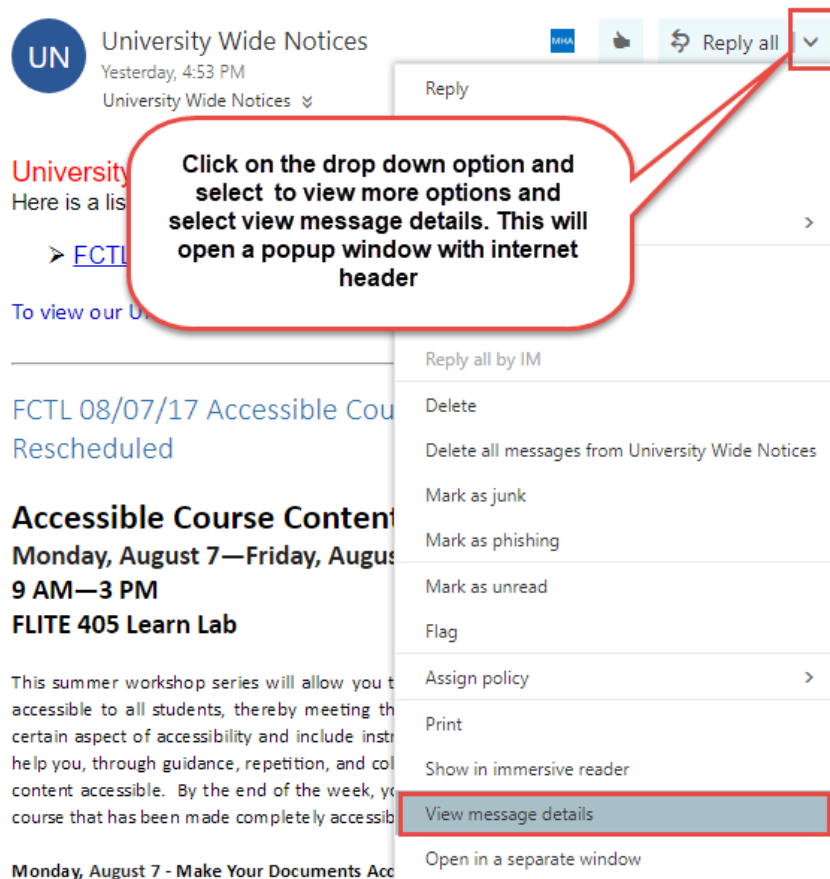 UN
University Wide Notices
Yesterday, 4:53 PM
University Wide Notices
MHA
Reply all
Reply
Click on the drop down option and
select to view more options and
select view message details. This will
open a popup window with internet
header
University
Here is a lis
FCTL
To view our U
Reply all by IM
Delete
Delete all messages from University Wide Notices
Mark as junk
Mark as phishing
Mark as unread
Flag
Assign policy
Print
Show in immersive reader
View message details
Open in a separate window
FCTL 08/07/17 Accessible Cou
Rescheduled
Accessible Course Content
Monday, August 7—Friday, Augus
9 AM—3 PM
FLITE 405 Learn Lab
This summer workshop series will allow you t
accessible to all students, thereby meeting th
certain aspect of accessibility and include instr
help you, through guidance, repetition, and col
content accessible. By the end of the week, yo
course that has been made completely accessib
Monday, August 7 - Make Your Documents Acc